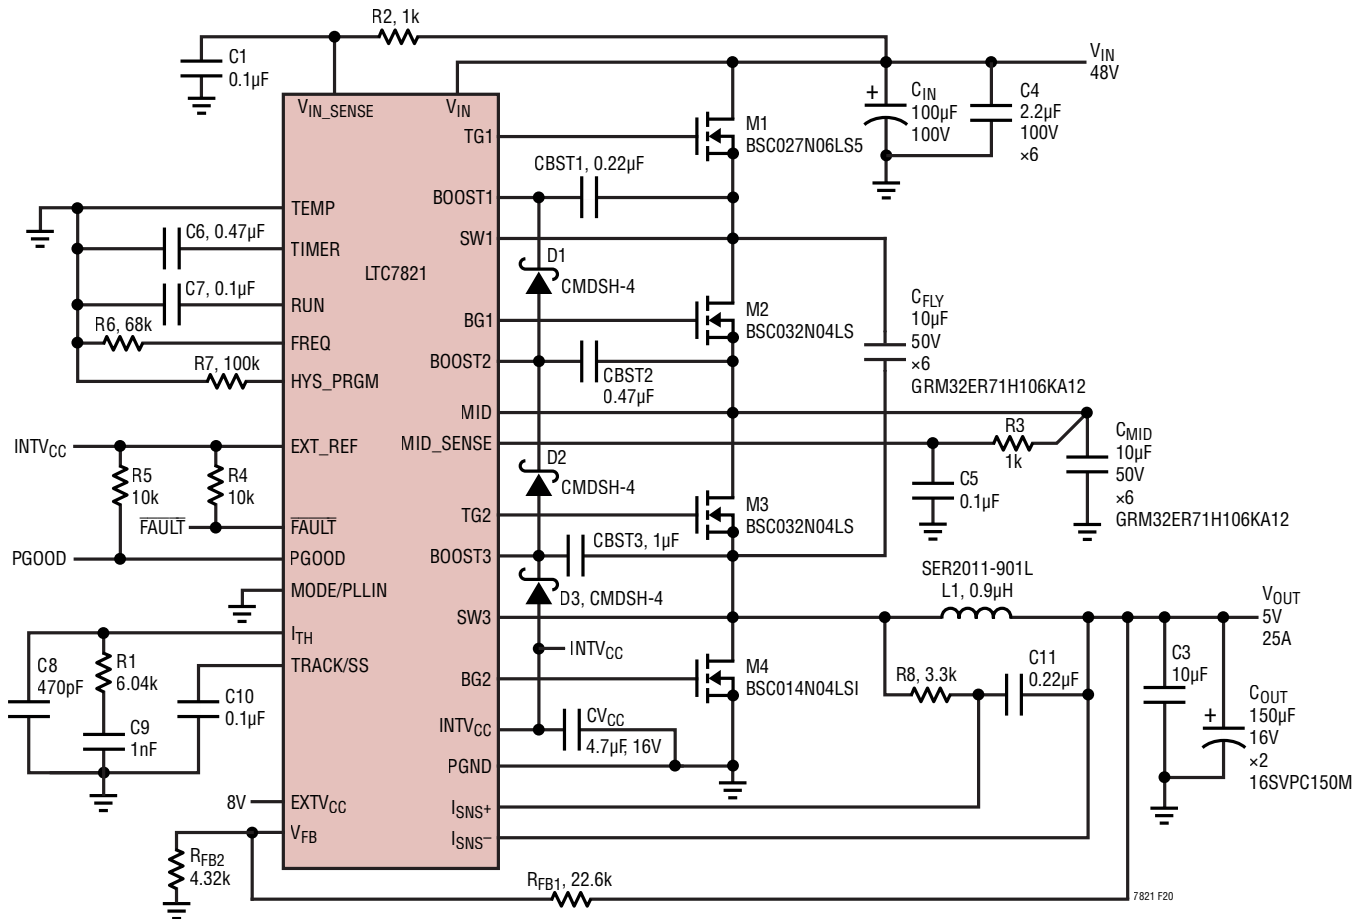 R2, 1k
C1
0.1µF
VIN_SENSE
VIN
VIN
48V
CIN
100µF
100V
C4
2.2µF
100V
×6
TG1
M1
BSC027N06LS5
CBST1, 0.22µF
BOOST1
SW1
TEMP
C6, 0.47µF
TIMER
LTC7821
D1
CMDSH-4
C7, 0.1µF
RUN
R6, 68k
FREQ
R7, 100k
HYS_PRGM
BG1
M2
BSC032N04LS
CFLY
10µF
50V
×6
GRM32ER71H106KA12
BOOST2
CBST2
0.47µF
MID
MID_SENSE
R3
1k
CMID
10µF
50V
×6
GRM32ER71H106KA12
C5
0.1µF
INTVCC
EXT_REF
R5
10k
R4
10k
FAULT
FAULT
PGOOD
PGOOD
MODE/PLLIN
D2
CMDSH-4
TG2
M3
BSC032N04LS
BOOST3
CBST3, 1µF
D3, CMDSH-4
SER2011-901L
L1, 0.9µH
VOUT
5V
25A
SW3
INTVCC
ITH
TRACK/SS
C8
470pF
R1
6.04k
C9
1nF
C10
0.1µF
BG2
M4
BSC014N04LSI
R8, 3.3k
C11
0.22µF
C3
10µF
COUT
150µF
16V
×2
16SVPC150M
INTVCC
CVCC
4.7µF, 16V
PGND
8V
EXTVCC
ISNS+
VFB
ISNS–
RFB2
4.32k
RFB1, 22.6k
7821 F20